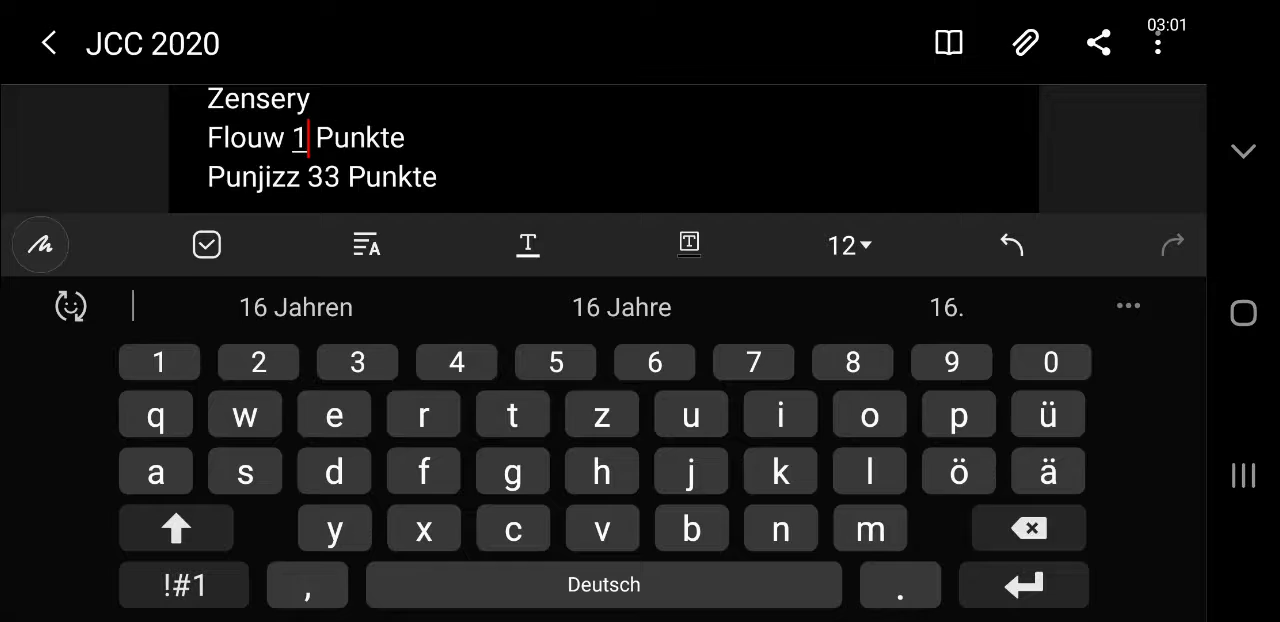 JCC 2020
03:01
Zensery
Flouw 1 Punkte
Punjizz 33 Punkte
A T T 12
16 Jahren 16 Jahre 16.
1 2 3 4 5 6 7 8 9 0
q w e r t z u i o p ü
a s d f g h j k l ö ä
y x c v b n m
!#1 , Deutsch .